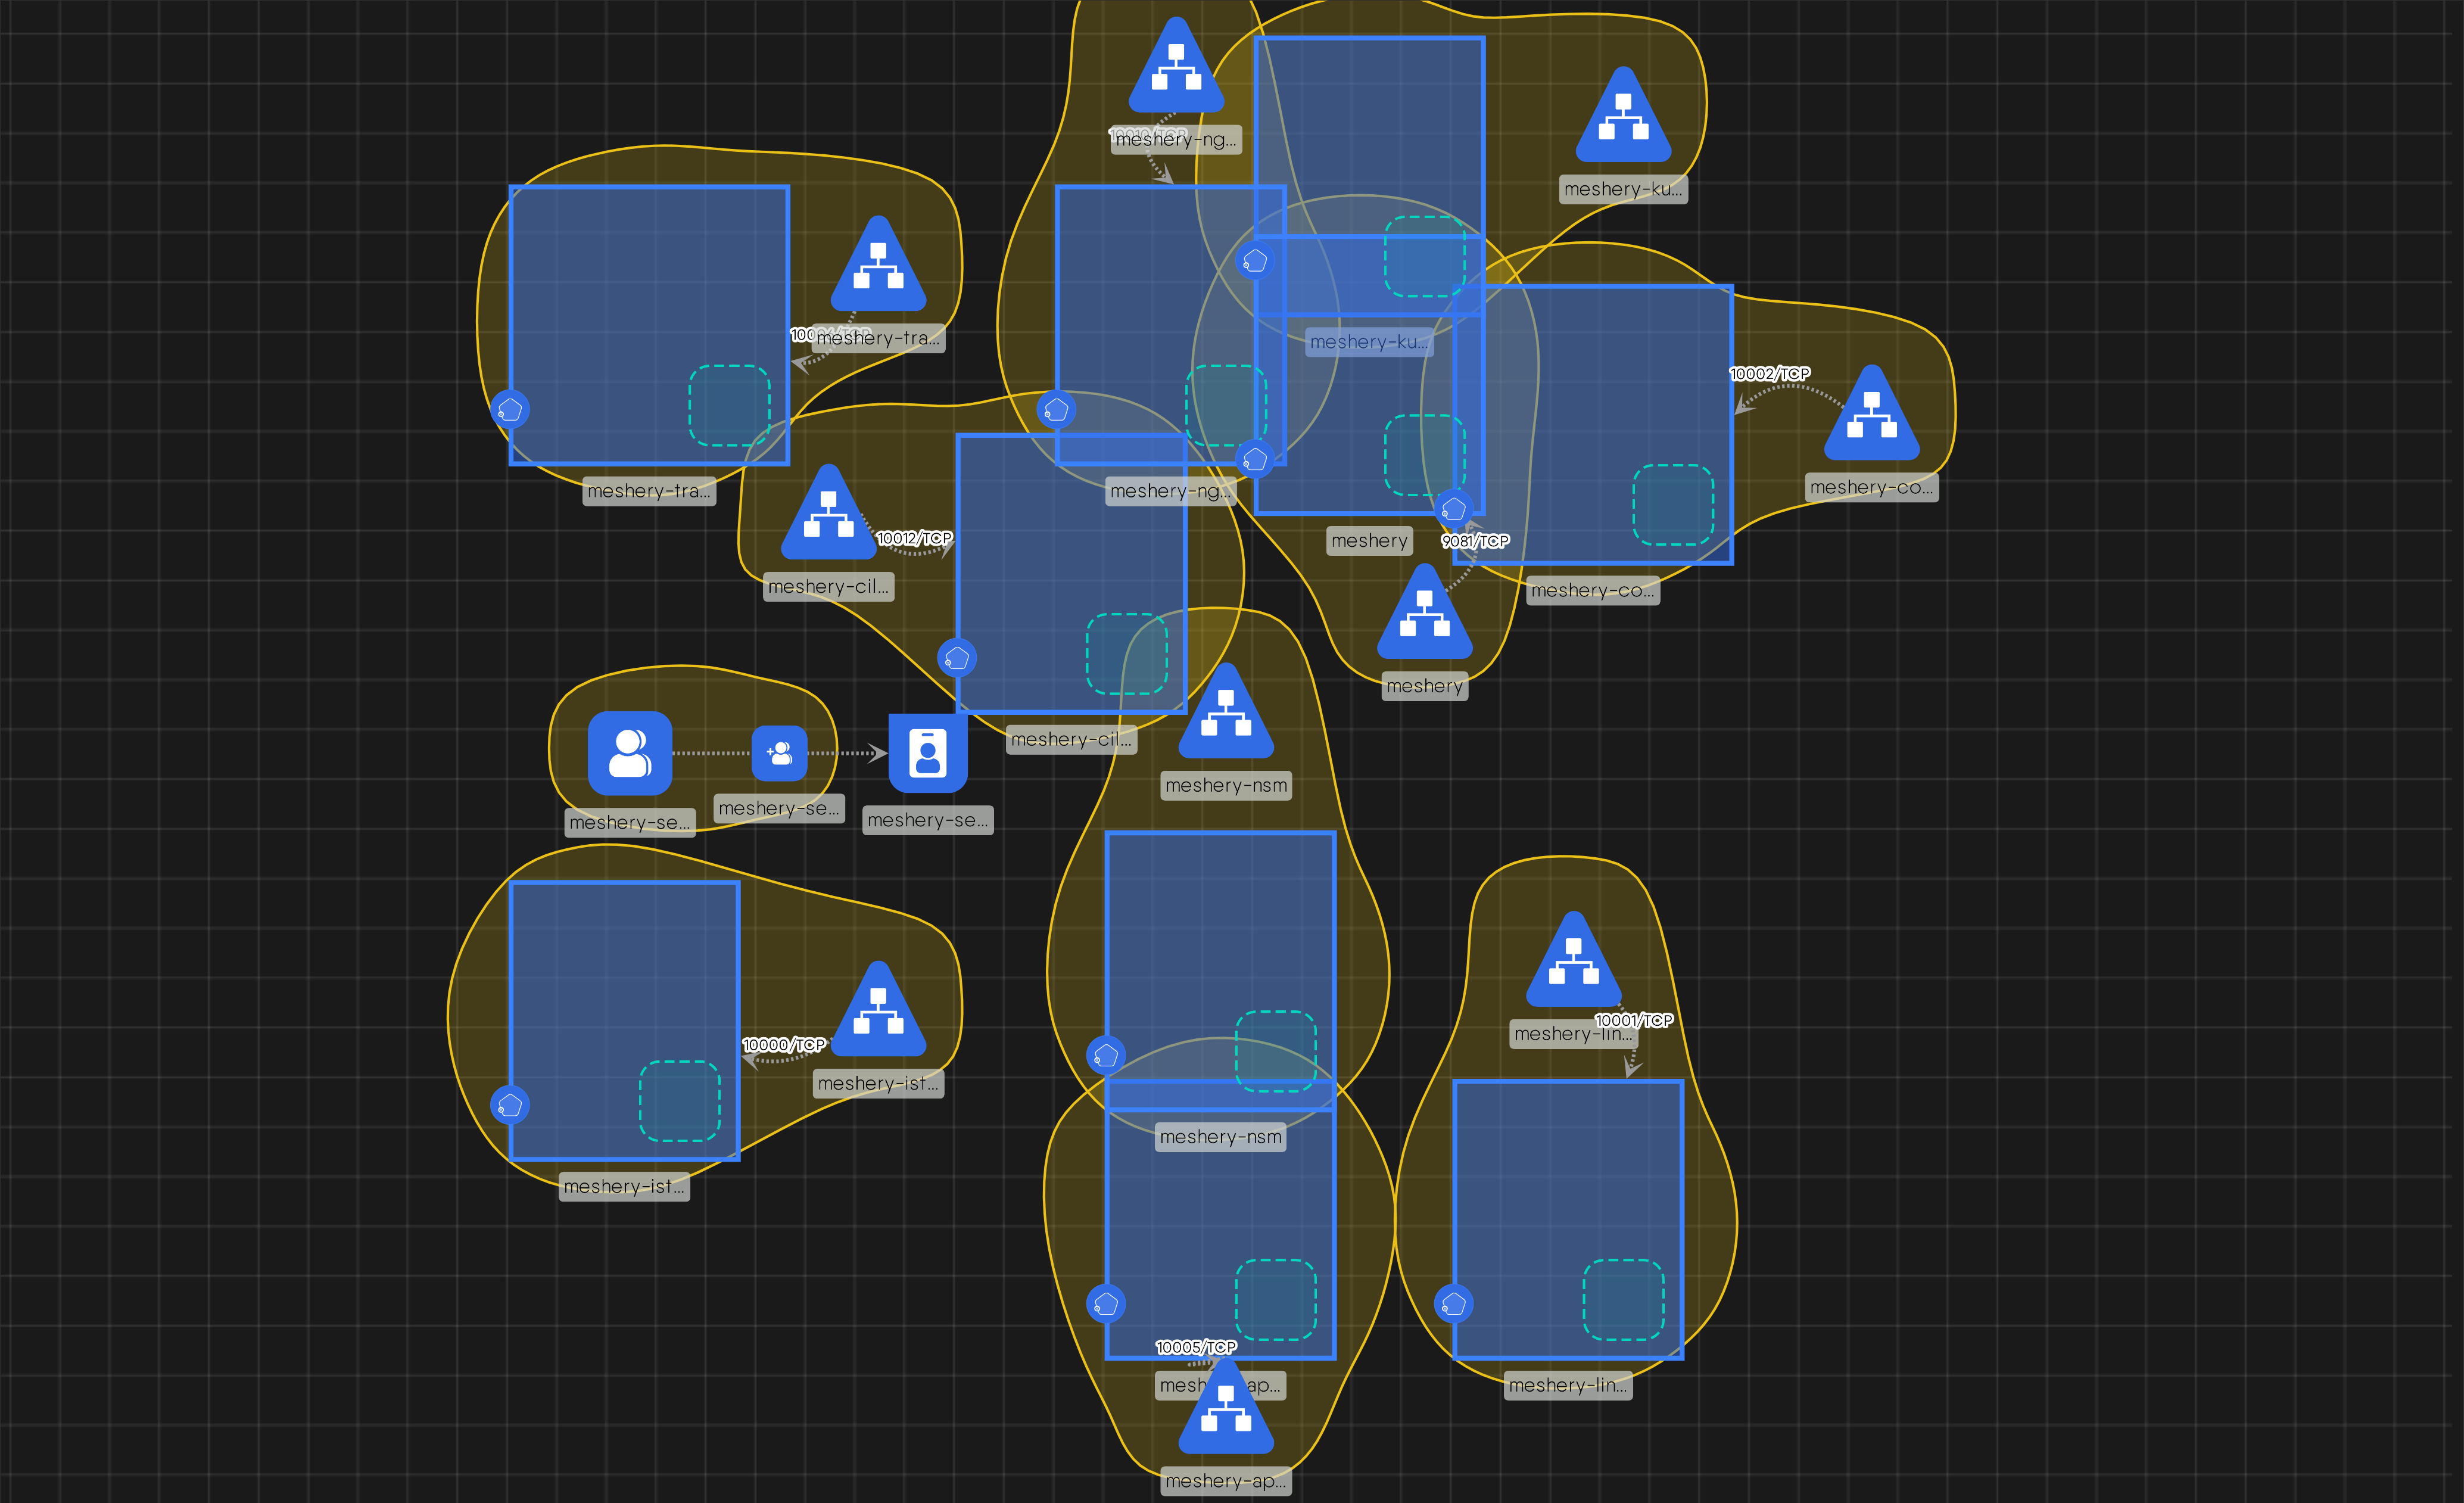 meshery-ng...
meshery-ku...
10002/TCP
meshery-tra...
meshery-ku...
meshery-co...
meshery-tra...
meshery-ng...
10012/TCP
meshery
9081/TCP
meshery-cil...
meshery-co...
meshery
meshery-cil...
meshery-nsm
meshery-se...
meshery-se...
meshery-se...
10001/TCP
meshery-lin...
10000/TCP
meshery-ist...
meshery-nsm
meshery-ist...
10005/TCP
meshery-lin...
meshery-ap...